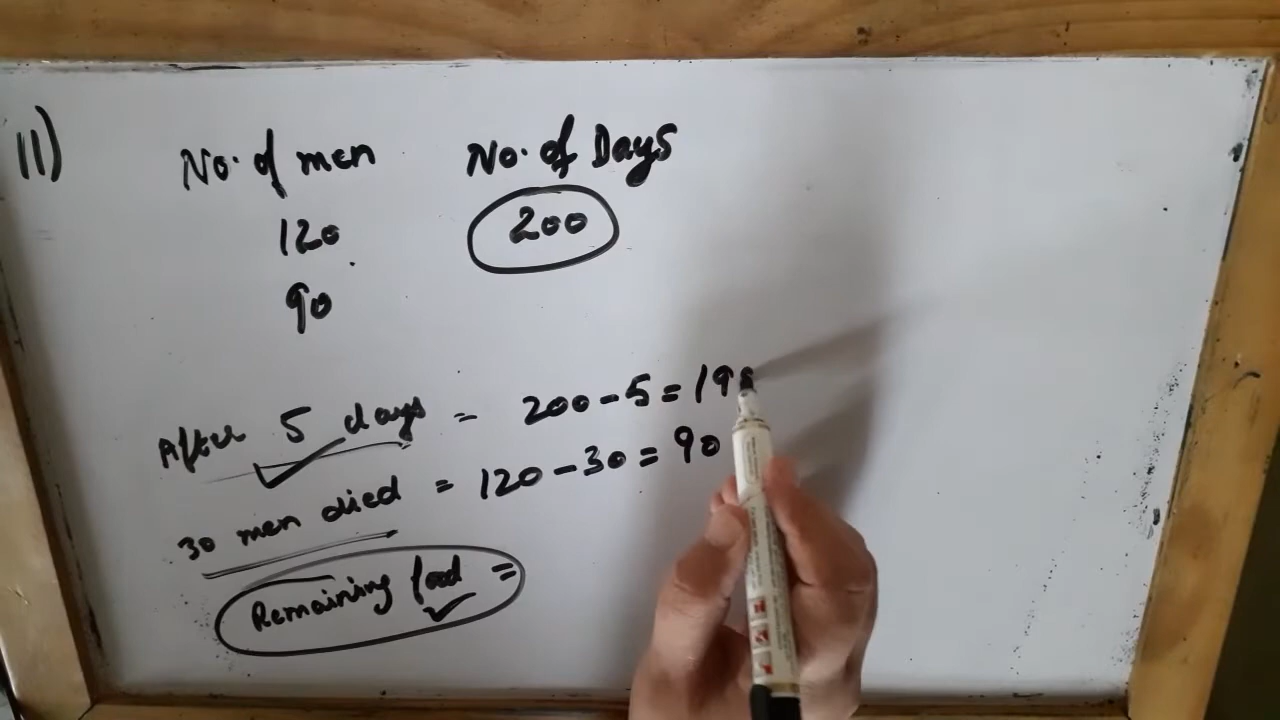 11)
No. of men No. of Days
120 200
90
After 5 days = 200-5=195
30 men died = 120-30=90
Remaining food =